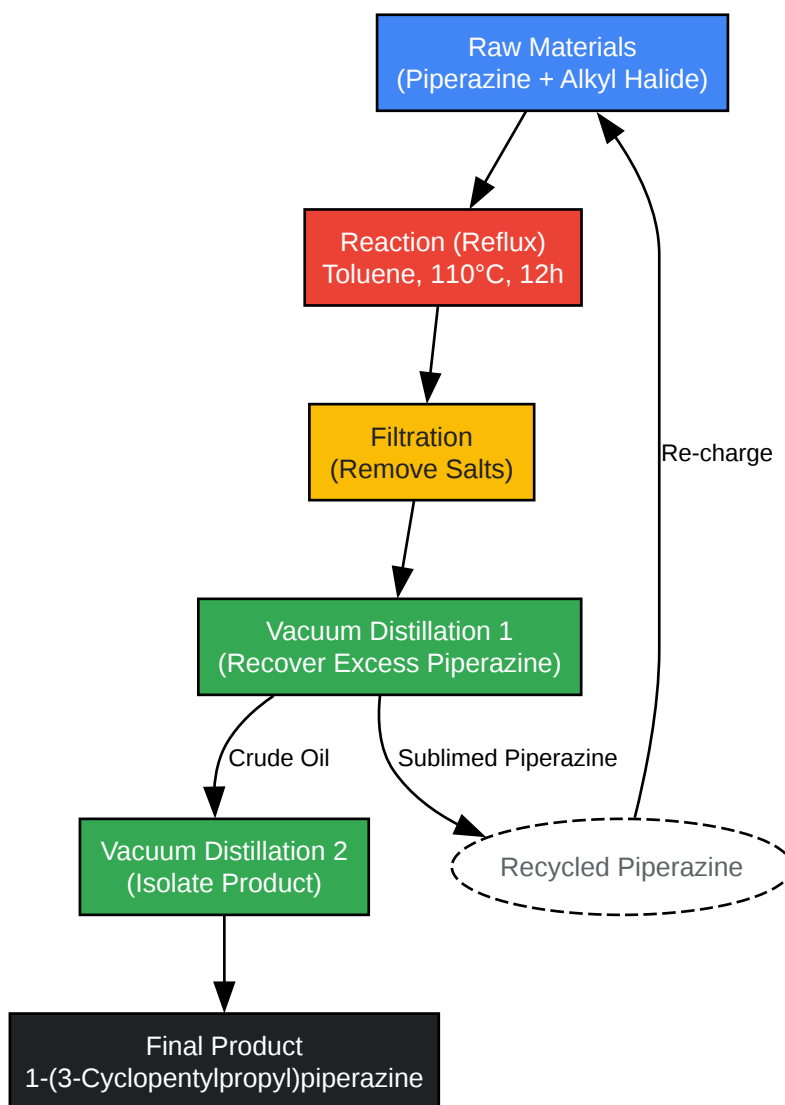 Raw Materials
(Piperazine + Alkyl Halide)
Reaction (Reflux)
Toluene, 110°C, 12h
Filtration
(Remove Salts)
Re-charge
Vacuum Distillation 1
(Recover Excess Piperazine)
Crude Oil
Sublimed Piperazine
Vacuum Distillation 2
(Isolate Product)
Recycled Piperazine
Final Product
1-(3-Cyclopentylpropyl)piperazine